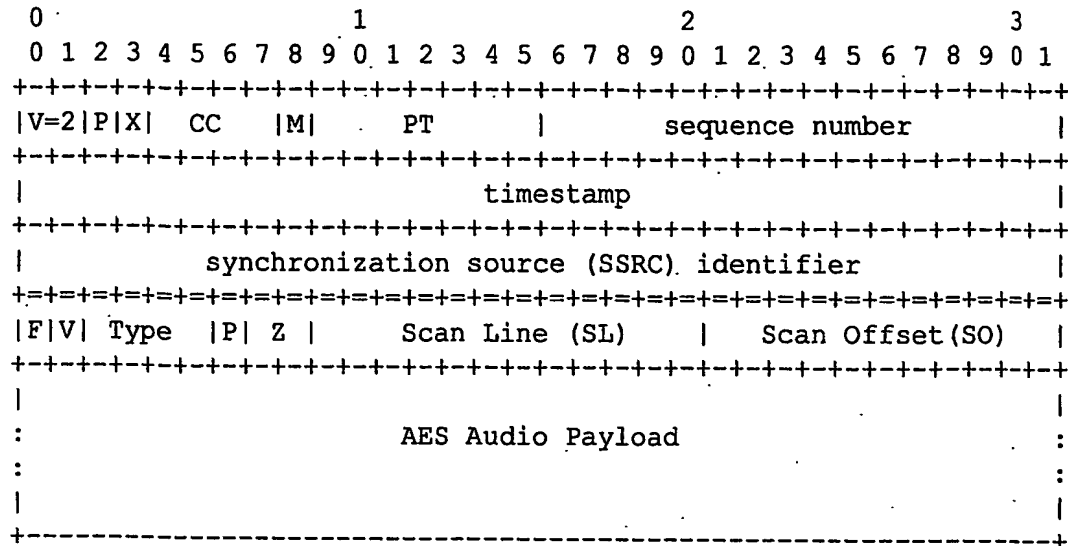 0                   1                   2                   3
 0 1 2 3 4 5 6 7 8 9 0 1 2 3 4 5 6 7 8 9 0 1 2 3 4 5 6 7 8 9 0 1
+-+-+-+-+-+-+-+-+-+-+-+-+-+-+-+-+-+-+-+-+-+-+-+-+-+-+-+-+-+-+-+-+
|V=2|P|X|  CC   |M|     PT      |       sequence number         |
+-+-+-+-+-+-+-+-+-+-+-+-+-+-+-+-+-+-+-+-+-+-+-+-+-+-+-+-+-+-+-+-+
|                           timestamp                           |
+-+-+-+-+-+-+-+-+-+-+-+-+-+-+-+-+-+-+-+-+-+-+-+-+-+-+-+-+-+-+-+-+
|           synchronization source (SSRC) identifier            |
+=+=+=+=+=+=+=+=+=+=+=+=+=+=+=+=+=+=+=+=+=+=+=+=+=+=+=+=+=+=+=+=+
|F|V|  Type   |P|  Z  |     Scan Line (SL)    |   Scan Offset(SO)   |
+-+-+-+-+-+-+-+-+-+-+-+-+-+-+-+-+-+-+-+-+-+-+-+-+-+-+-+-+-+-+-+-+
|                                                               |
:                      AES Audio Payload                        :
:                                                               :
|                                                               |
+---------------------------------------------------------------+